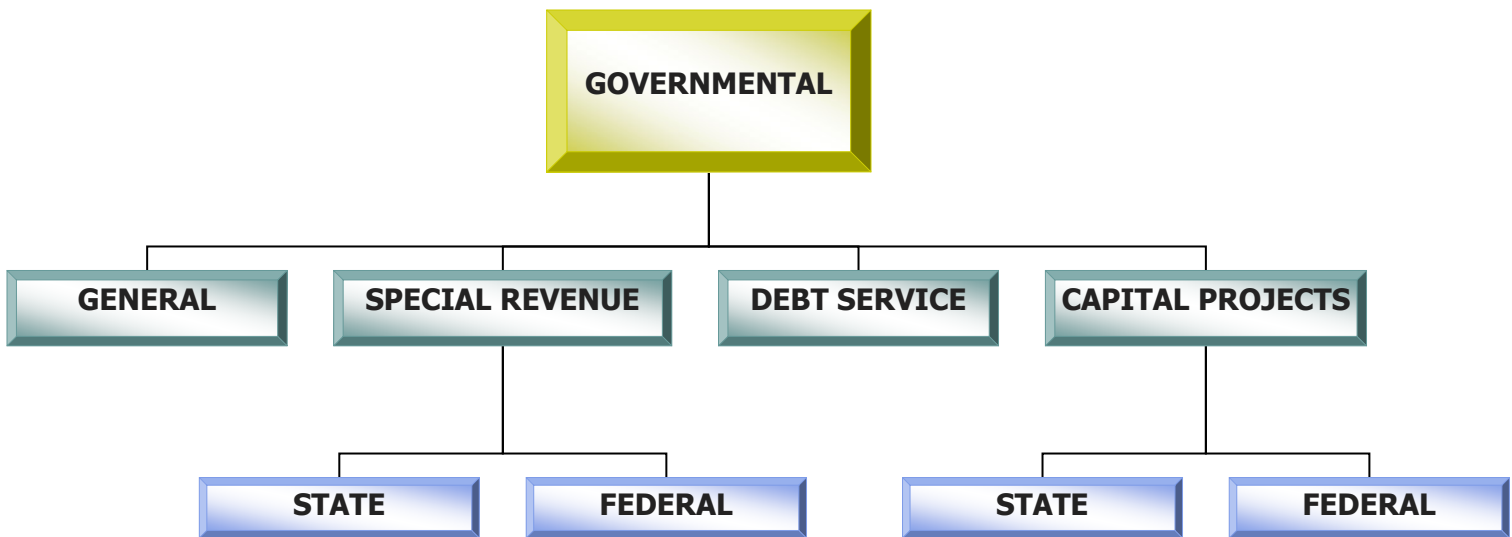 GOVERNMENTAL
GENERAL
SPECIAL REVENUE
DEBT SERVICE
CAPITAL PROJECTS
STATE
FEDERAL
STATE
FEDERAL